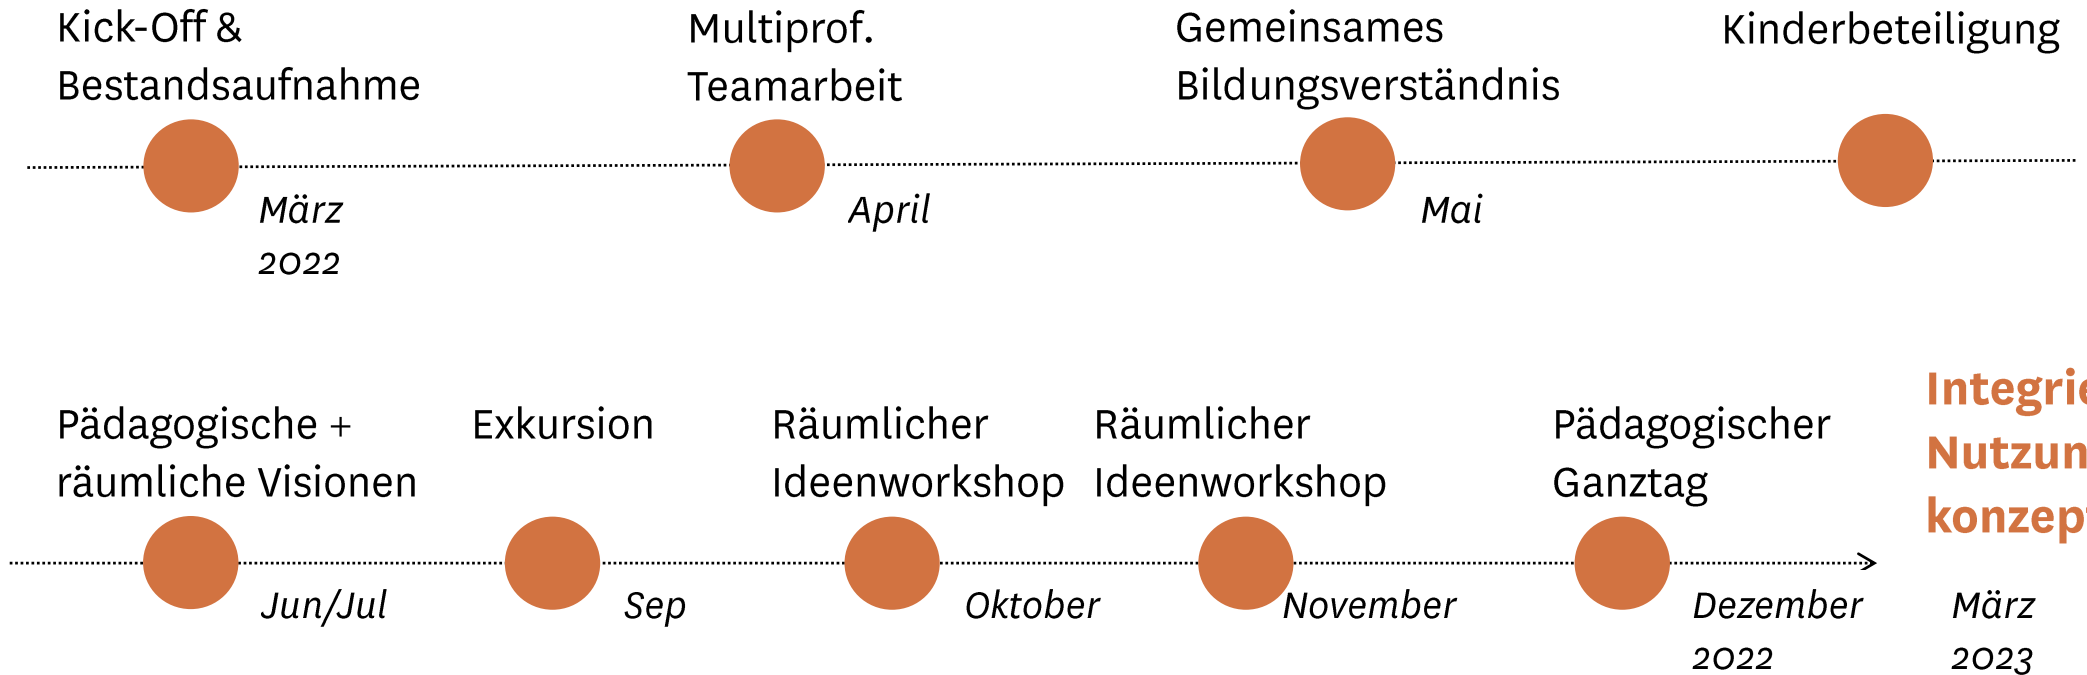 Kick-Off &
Bestandsaufnahme
Multiprof.
Teamarbeit
Gemeinsames
Bildungsverständnis
Kinderbeteiligung
März
2022
April
Mai
Pädagogische +
räumliche Visionen
Exkursion
Räumlicher
Ideenworkshop
Räumlicher
Ideenworkshop
Pädagogischer
Ganztag
Jun/Jul
Sep
Oktober
November
Dezember
2022
März
2023